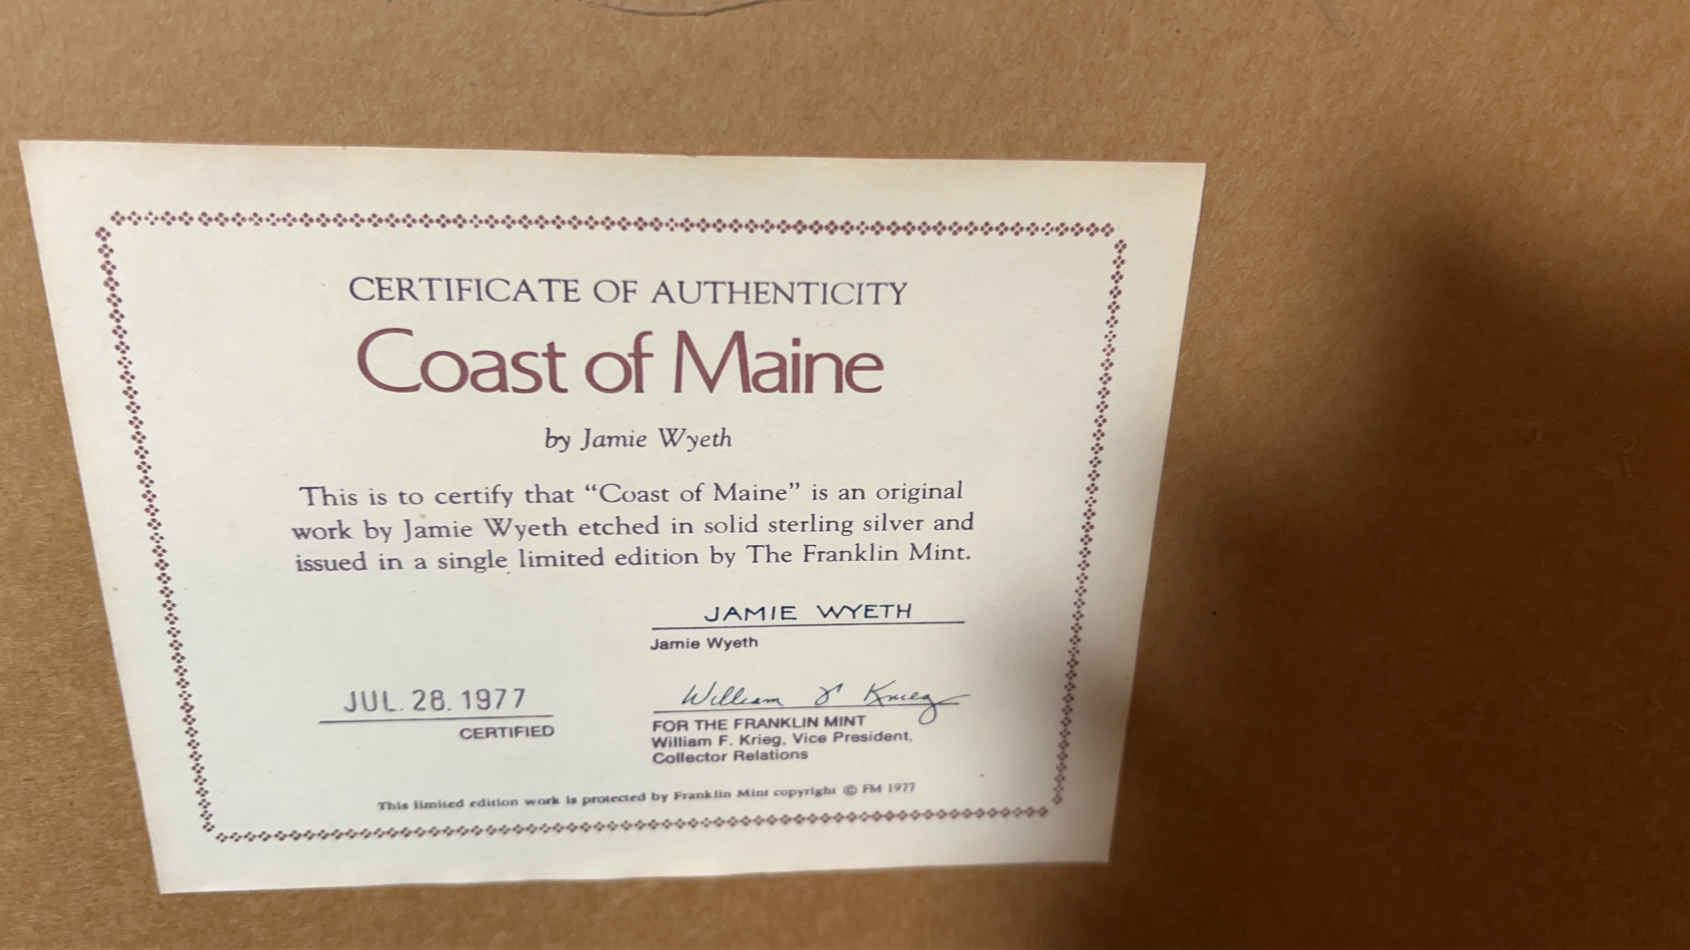 CERTIFICATE OF AUTHENTICITY
Coast of Maine
by Jamie Wyeth
This is to certify that “Coast of Maine” is an original
work by Jamie Wyeth etched in solid sterling silver and
issued in a single limited edition by The Franklin Mint.
JAMIE WYETH
Jamie Wyeth
JUL. 28. 1977
CERTIFIED
William F. Krieg
FOR THE FRANKLIN MINT
William F. Krieg, Vice President,
Collector Relations
This limited edition work is protected by Franklin Mint copyright © FM 1977